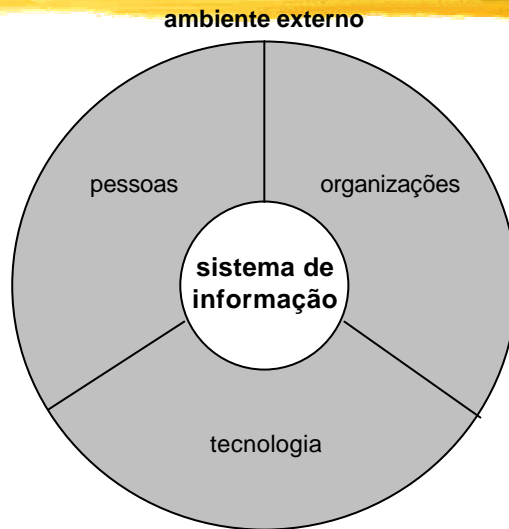 ambiente externo
pessoas
organizações
sistema de
informação
tecnologia